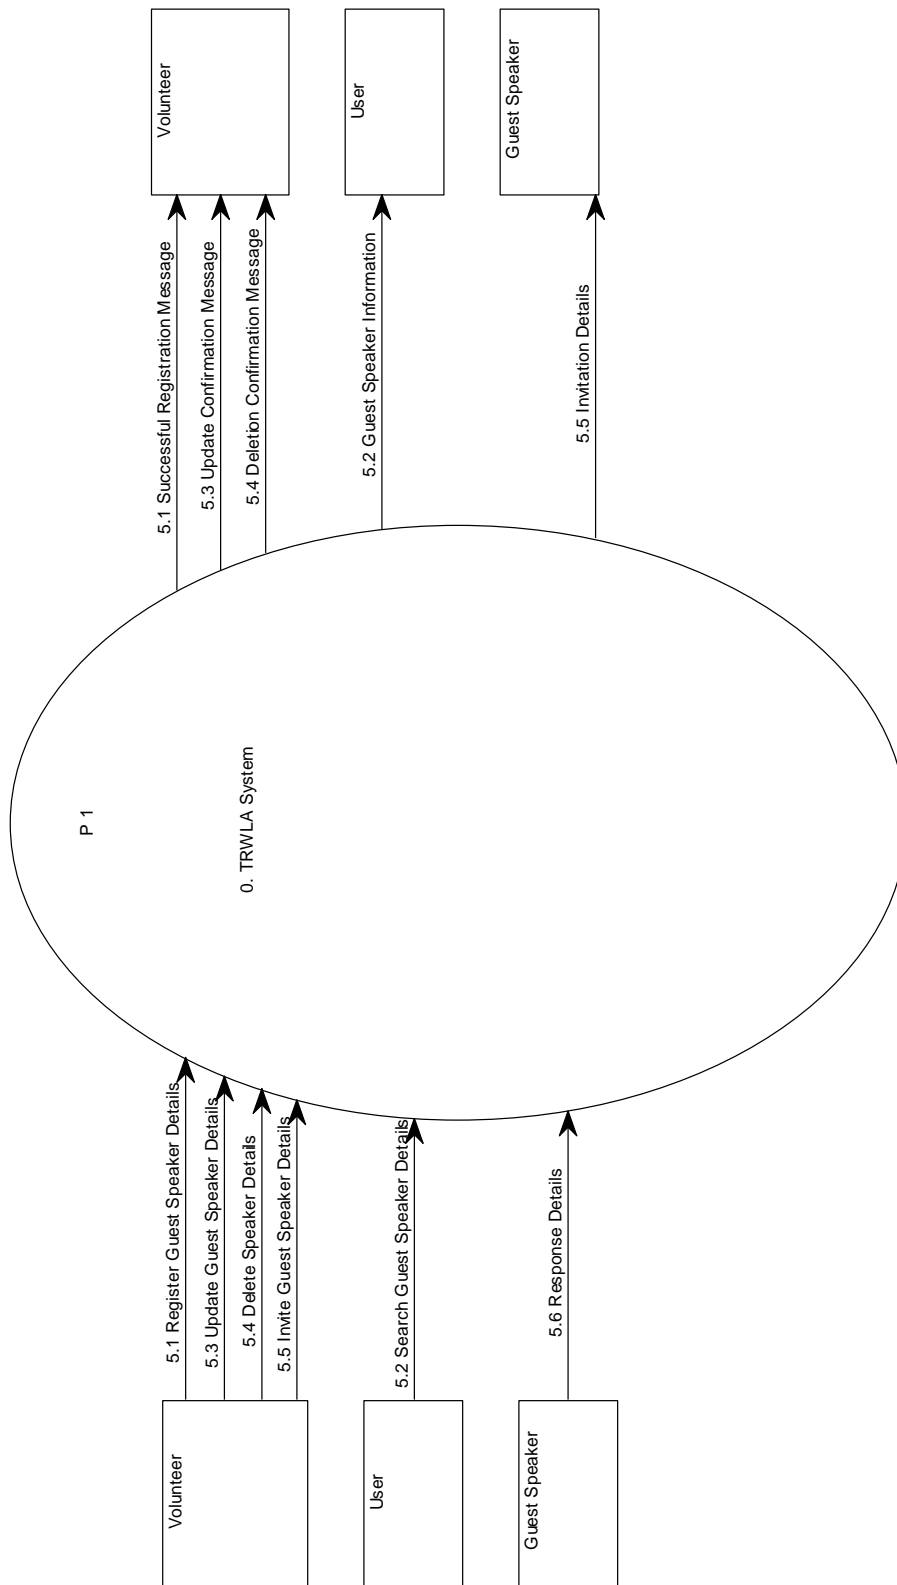 Volunteer
5.1 Register Guest Speaker Details
5.3 Update Guest Speaker Details
5.4 Delete Speaker Details
5.5 Invite Guest Speaker Details
User
5.2 Search Guest Speaker Details
Guest Speaker
5.6 Response Details
P 1
0. TRWLA System
5.1 Successful Registration Message
5.3 Update Confirmation Message
5.4 Deletion Confirmation Message
Volunteer
5.2 Guest Speaker Information
User
5.5 Invitation Details
Guest Speaker